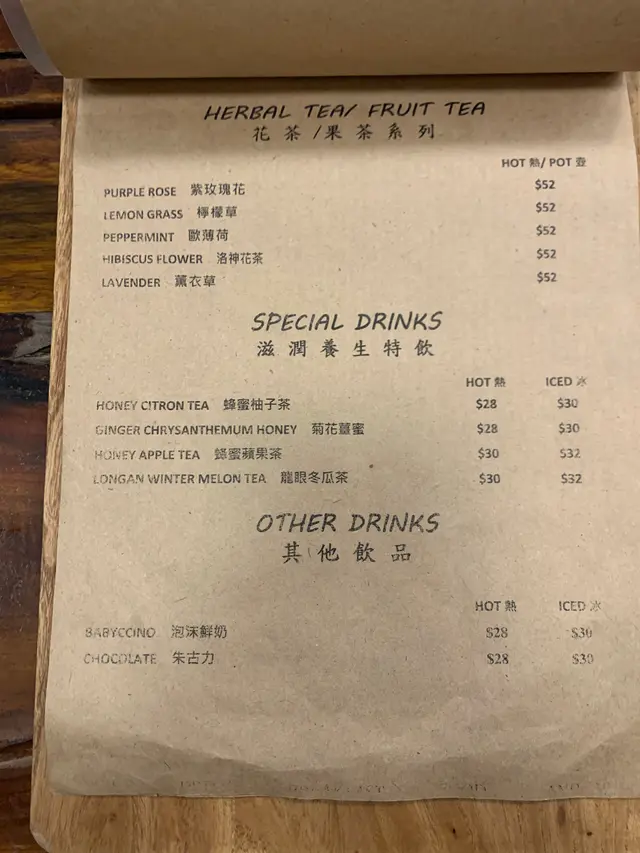 HERBAL TEA/ FRUIT TEA
花茶/果茶系列
HOT 熱/ POT 壺
PURPLE ROSE 紫玫瑰花 $52
LEMON GRASS 檸檬草 $52
PEPPERMINT 歐薄荷 $52
HIBISCUS FLOWER 洛神花茶 $52
LAVENDER 薰衣草 $52
SPECIAL DRINKS
滋潤養生特飲
HOT 熱 ICED 冰
HONEY CITRON TEA 蜂蜜柚子茶 $28 $30
GINGER CHRYSANTHEMUM HONEY 菊花薑蜜 $28 $30
HONEY APPLE TEA 蜂蜜蘋果茶 $30 $32
LONGAN WINTER MELON TEA 龍眼冬瓜茶 $30 $32
OTHER DRINKS
其他飲品
HOT 熱 ICED 冰
BABYCCINO 泡沫鮮奶 $28 $30
CHOCOLATE 朱古力 $28 $30